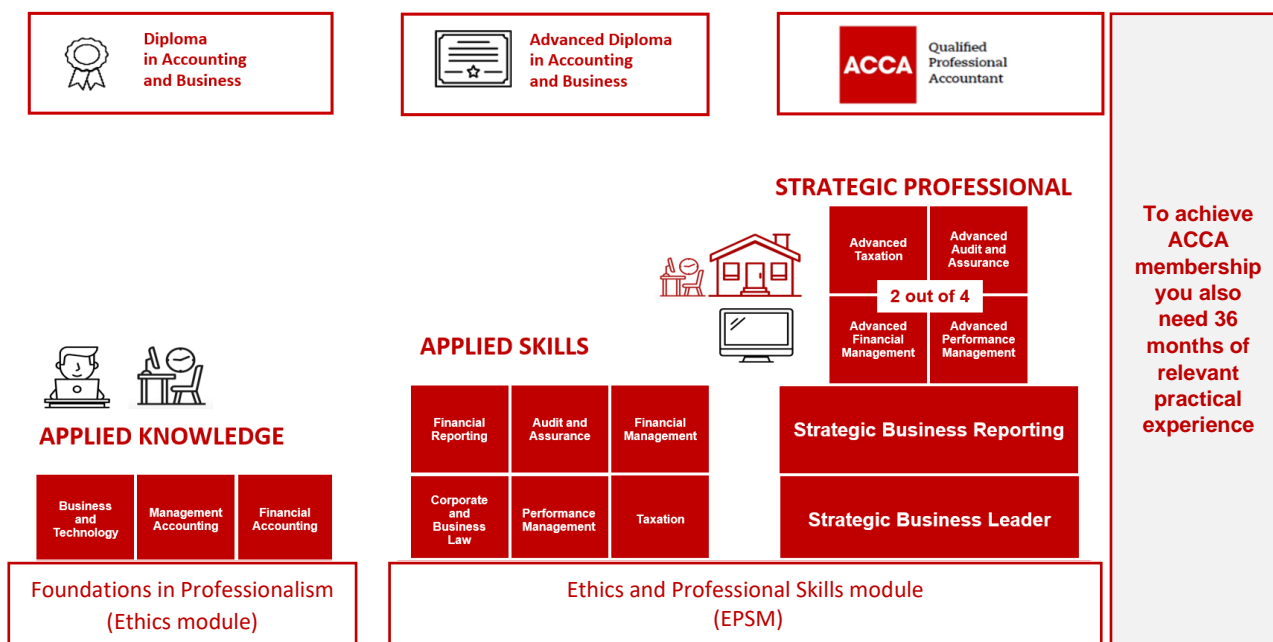 Diploma
in Accounting
and Business
Advanced Diploma
in Accounting
and Business
ACCA
Qualified
Professional
Accountant
To achieve
ACCA
membership
you also
need 36
months of
relevant
practical
experience
STRATEGIC PROFESSIONAL
Advanced
Taxation
Advanced
Audit and
Assurance
2 out of 4
Advanced
Financial
Management
Advanced
Performance
Management
Strategic Business Reporting
Strategic Business Leader
APPLIED SKILLS
Financial
Reporting
Audit and
Assurance
Financial
Management
Corporate
and
Business
Law
Performance
Management
Taxation
APPLIED KNOWLEDGE
Business
and
Technology
Management
Accounting
Financial
Accounting
Foundations in Professionalism
(Ethics module)
Ethics and Professional Skills module
(EPSM)